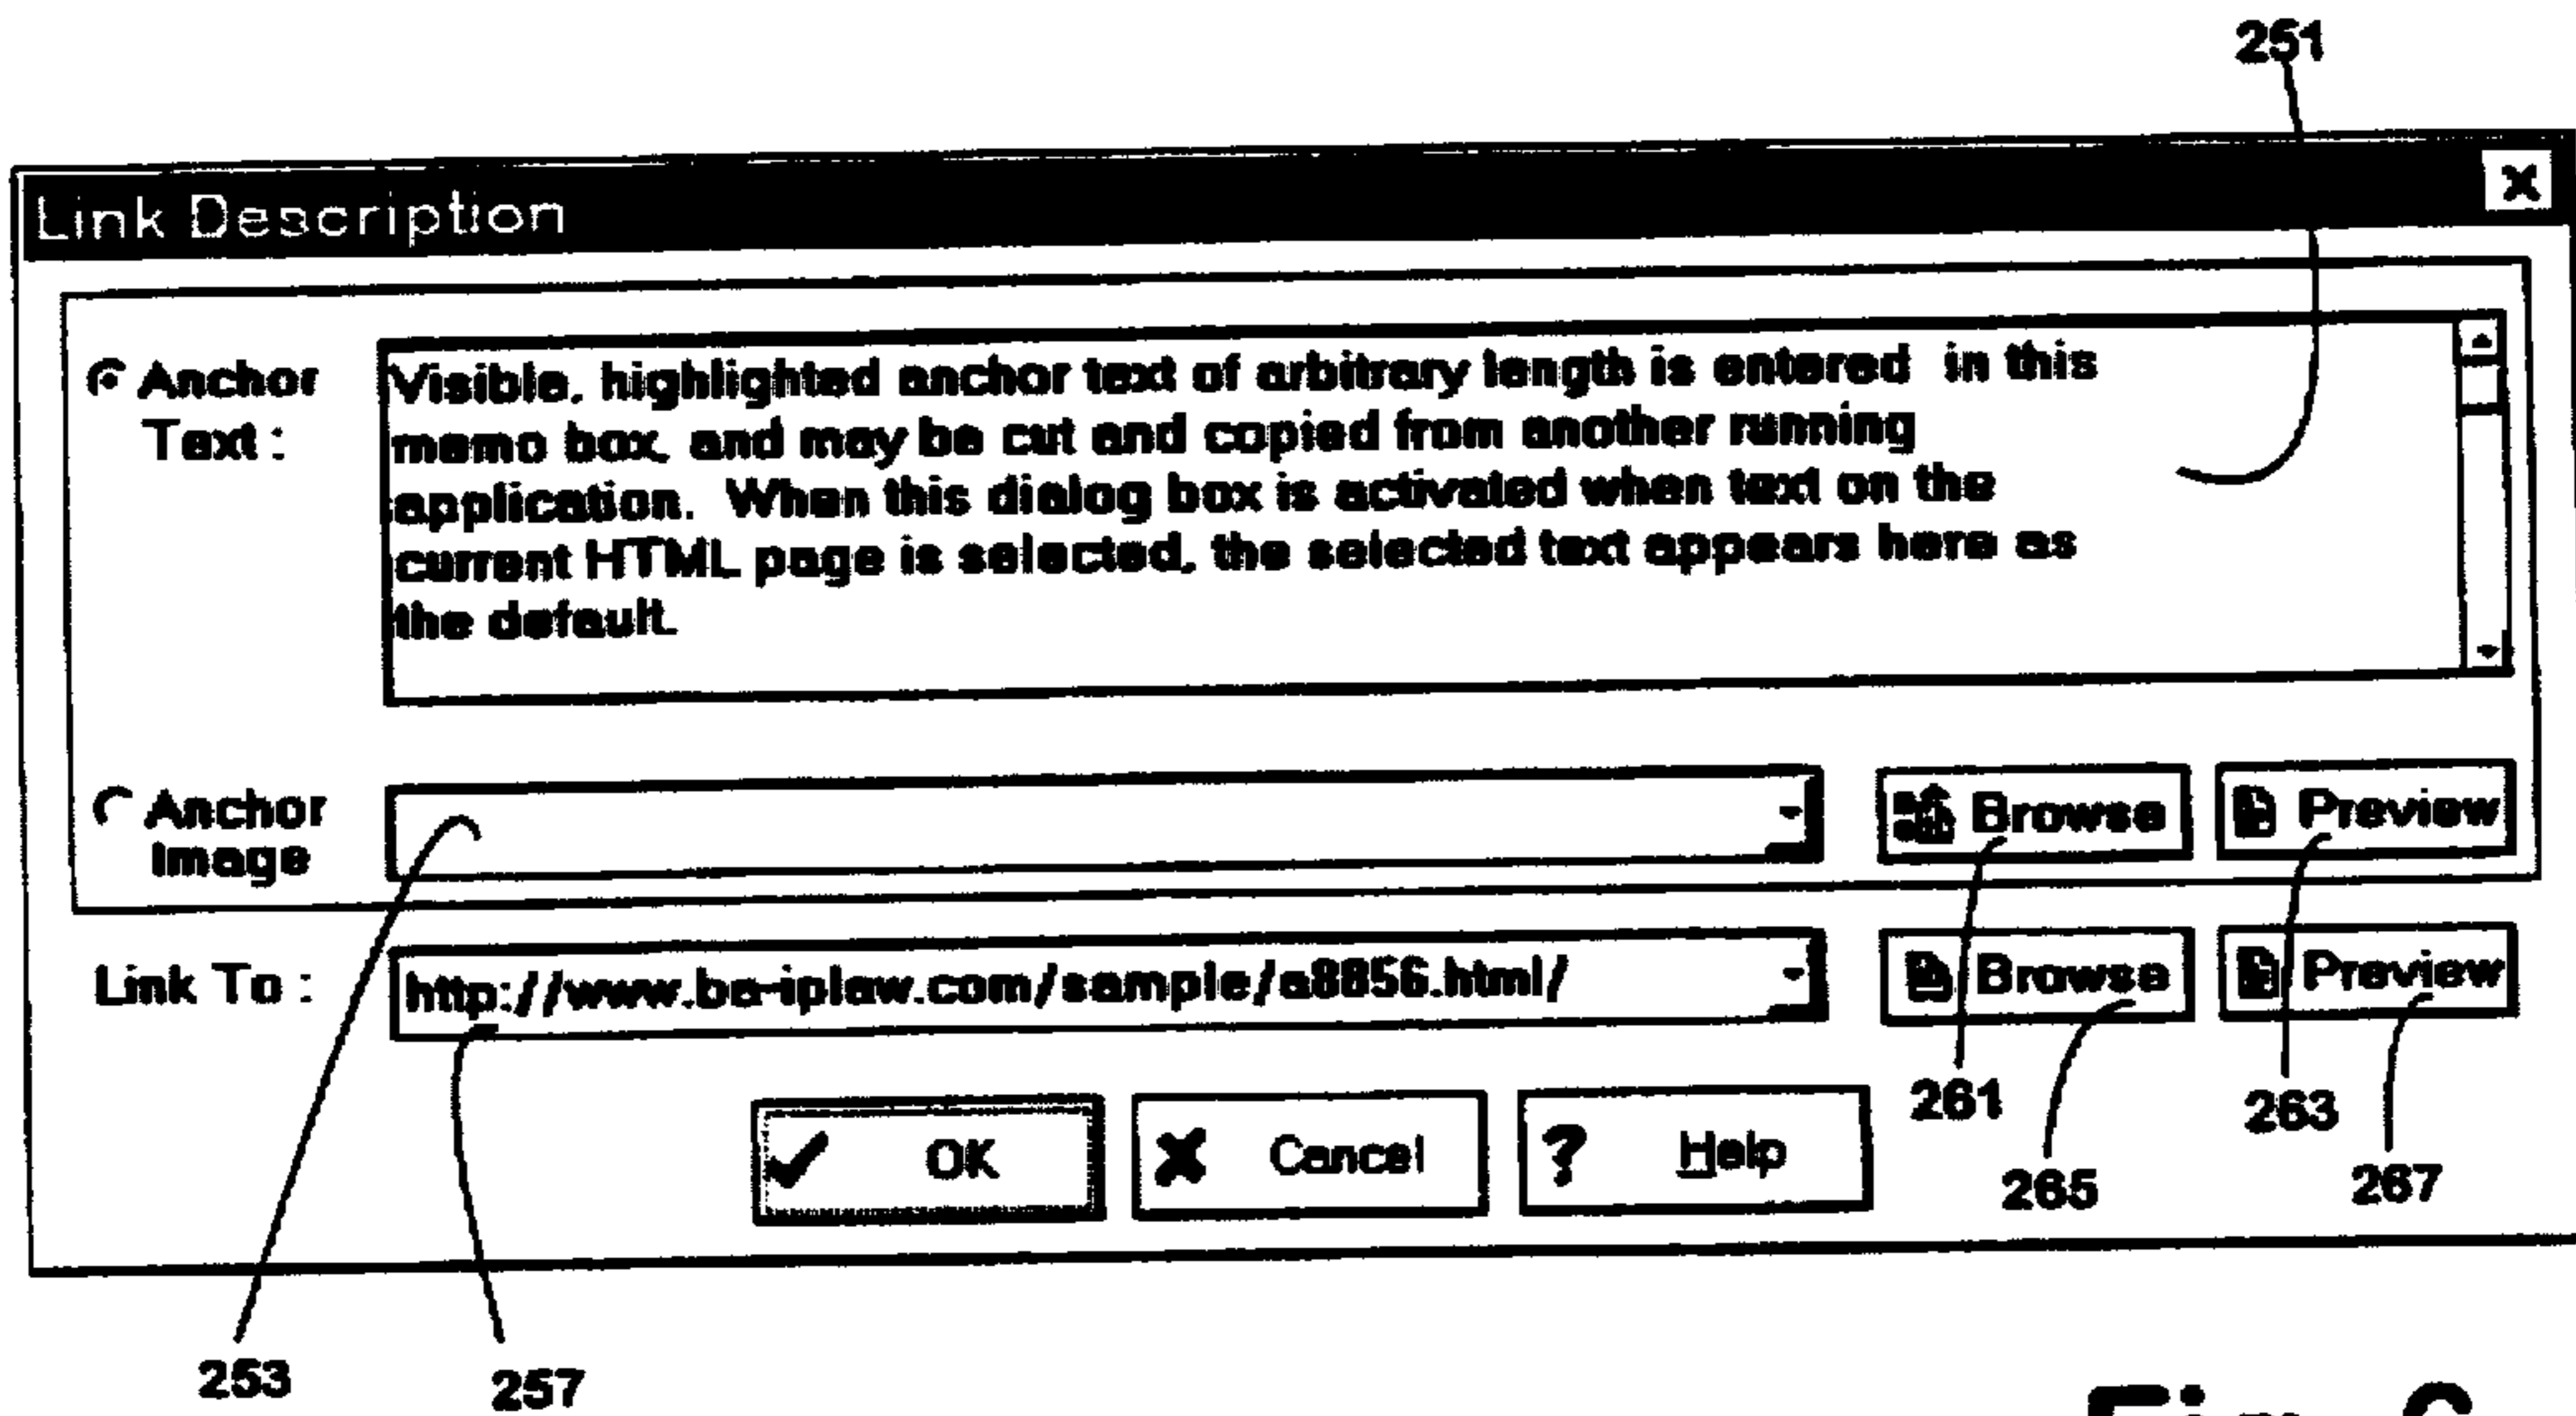 251
Link Description
Anchor
Text :
Visible, highlighted anchor text of arbitrary length is entered in this
memo box, and may be cut and copied from another running
application. When this dialog box is activated when text on the
current HTML page is selected, the selected text appears here as
the default.
Anchor
Image
Browse
Preview
Link To :
http://www.ba-iplaw.com/sample/a8856.html/
Browse
Preview
OK
Cancel
? Help
261
263
265
267
253
257